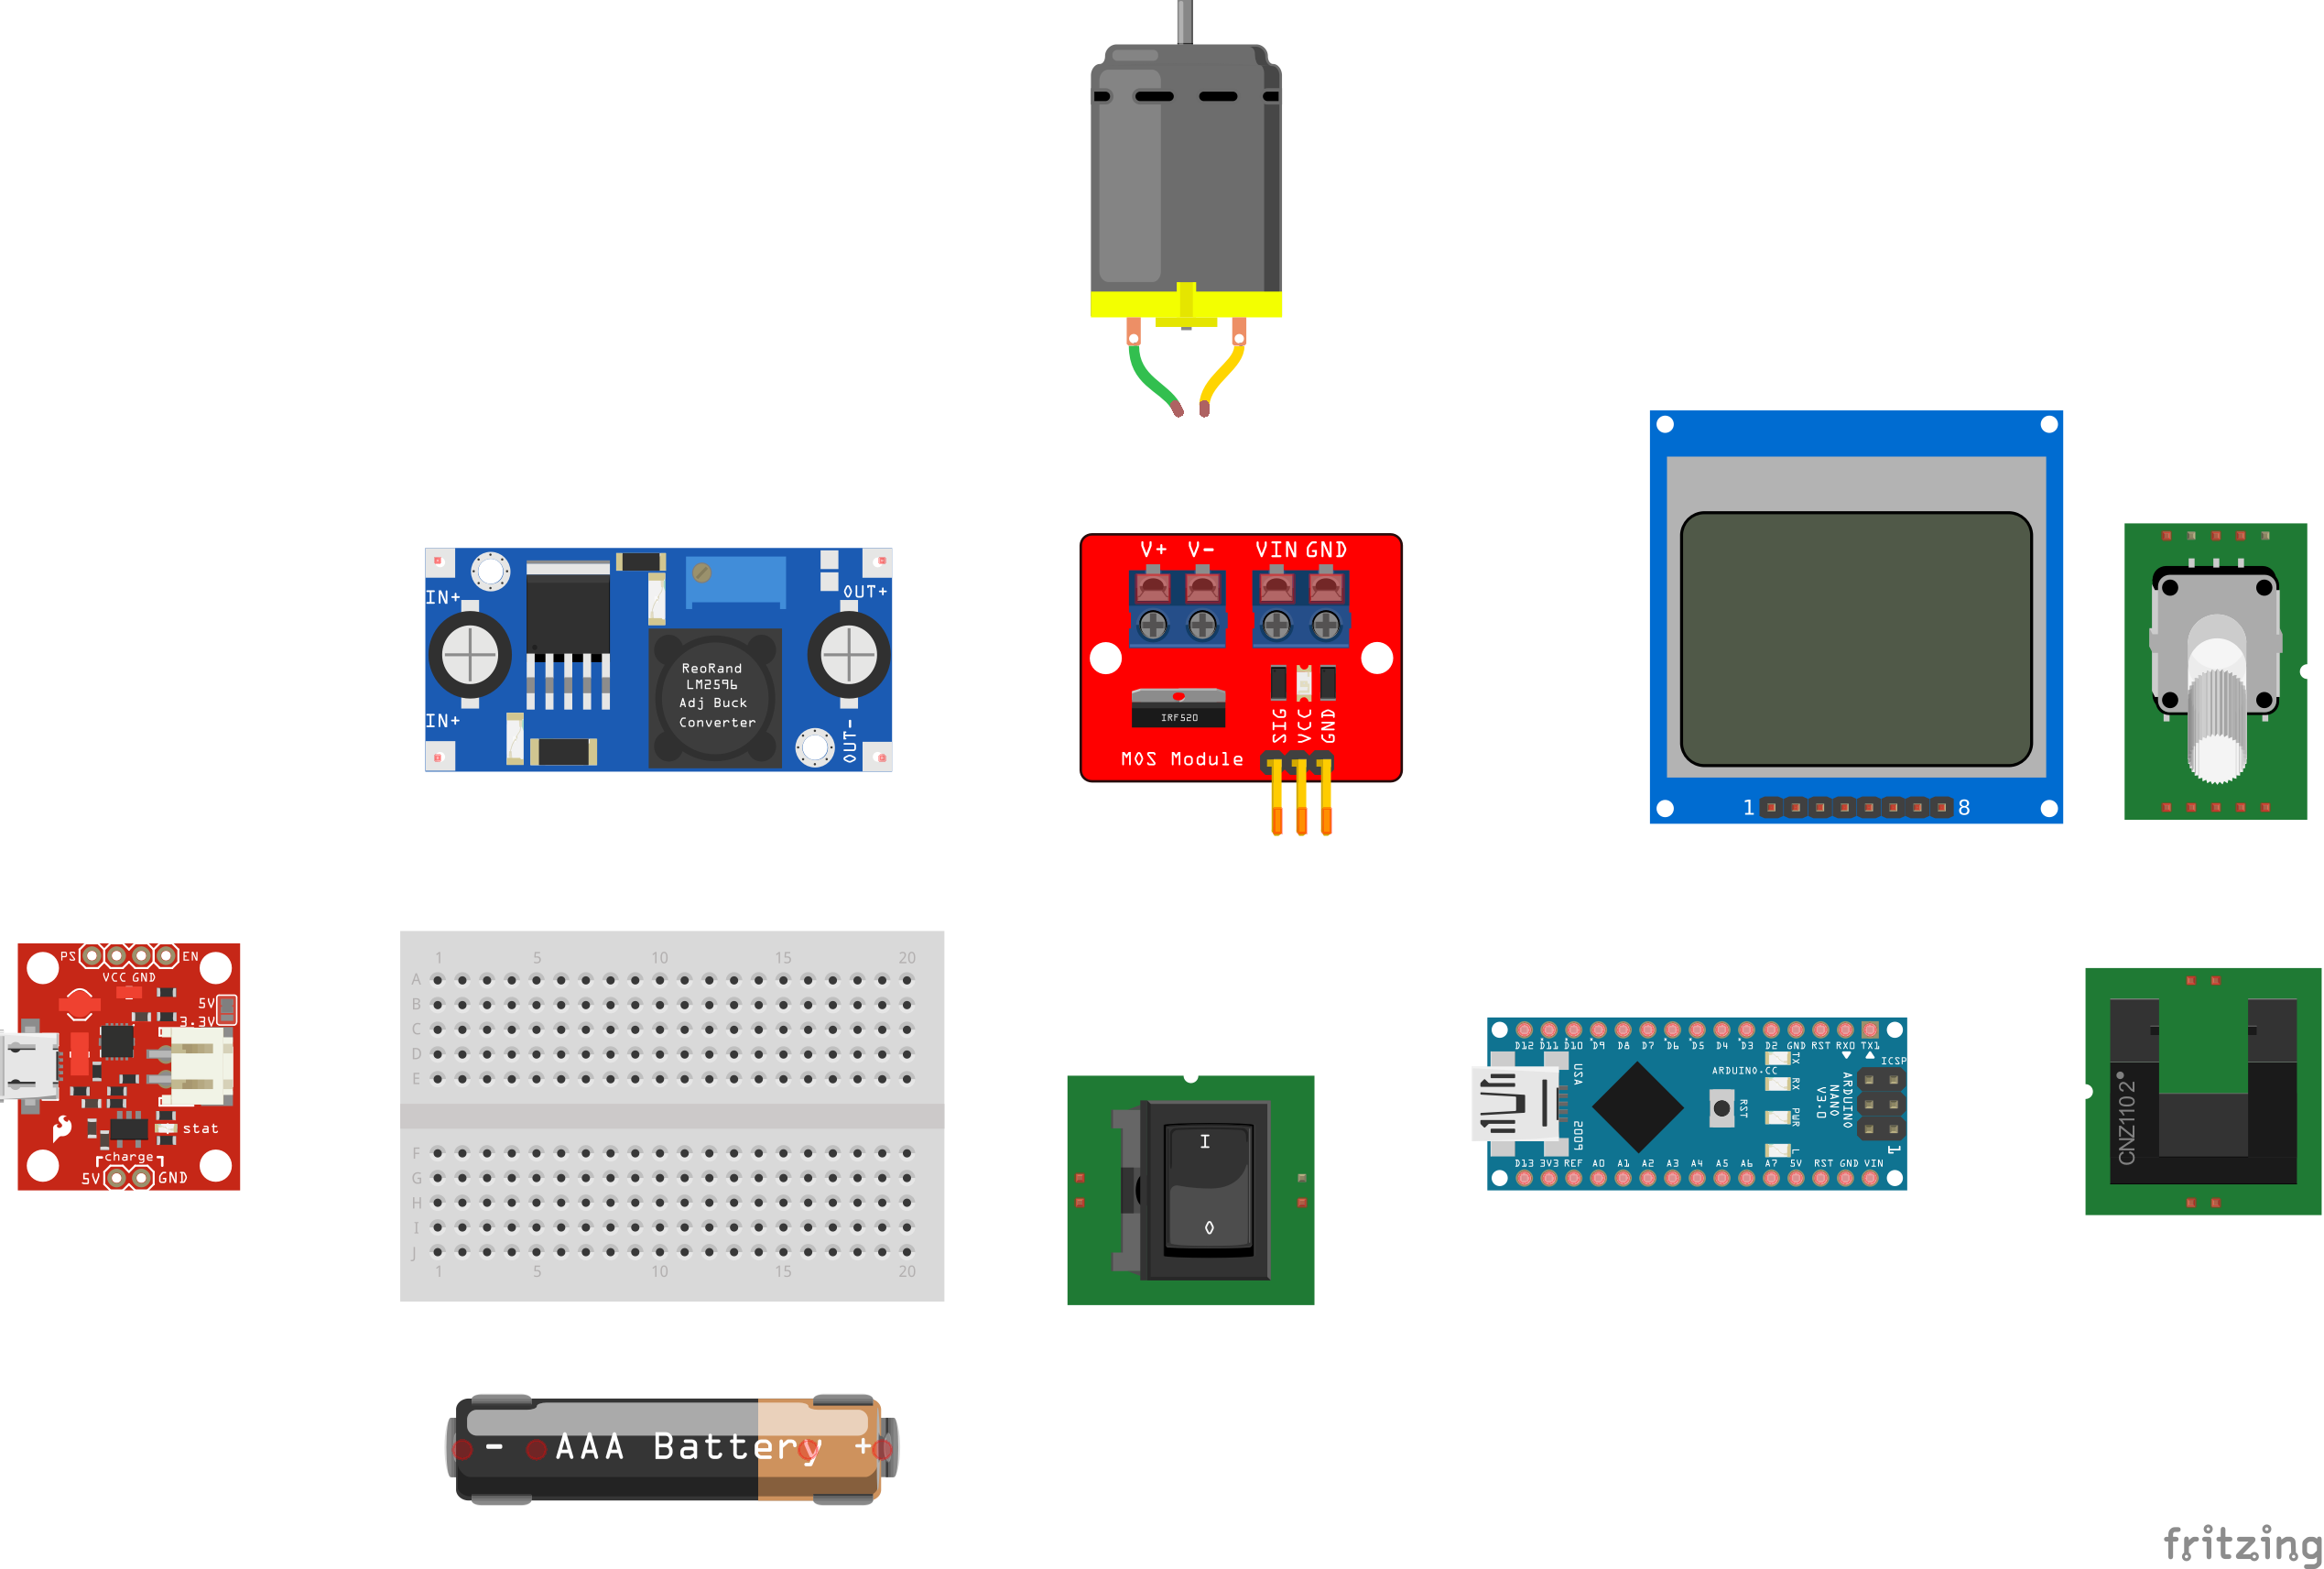 V+ V- VIN GND
IRF520
SIG VCC GND
MOS Module
IN+
OUT+
ReoRand
LM2596
Adj Buck
Converter
IN+
OUT-
1 8
PS EN
VCC GND
5V
3.3V
stat
charge
5V GND
1 5 10 15 20
A
B
C
D
E
F
G
H
I
J
1 5 10 15 20
I
O
D12 D11 D10 D9 D8 D7 D6 D5 D4 D3 D2 GND RST RX0 TX1
USA
ARDUINO.CC
TX
RX
ICSP
ARDUINO
NANO
V3.0
RST
PWR
2009
L
1
D13 3V3 REF A0 A1 A2 A3 A4 A5 A6 A7 5V RST GND VIN
CNZ1102
- AAA Battery +
fritzing